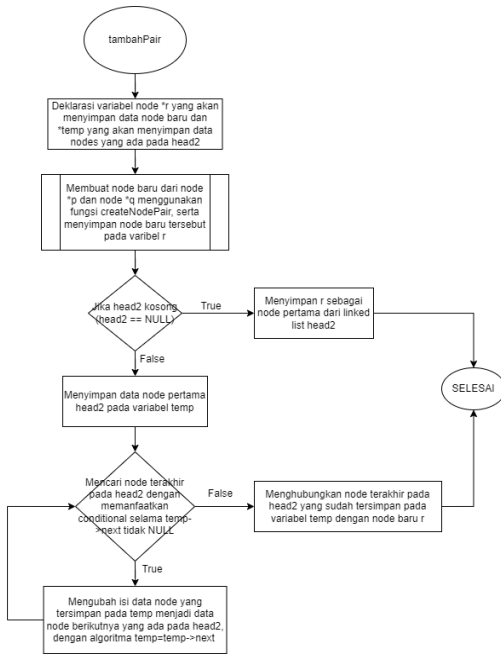 tambahPair
Deklarasi variabel node *r yang akan
menyimpan data node baru dan
*temp yang akan menyimpan data
nodes yang ada pada head2
Membuat node baru dari node
*p dan node *q menggunakan
fungsi createNodePair, serta
menyimpan node baru tersebut
pada varibel r
Jika head2 kosong
(head2 == NULL)
True
Menyimpan r sebagai
node pertama dari linked
list head2
False
SELESAI
Menyimpan data node pertama
head2 pada variabel temp
Mencari node terakhir
pada head2 dengan
memanfaatkan
conditional selama temp-
>next tidak NULL
False
Menghubungkan node terakhir pada
head2 yang sudah tersimpan pada
variabel temp dengan node baru r
True
Mengubah isi data node yang
tersimpan pada temp menjadi data
node berikutnya yang ada pada head2,
dengan algoritma temp=temp->next